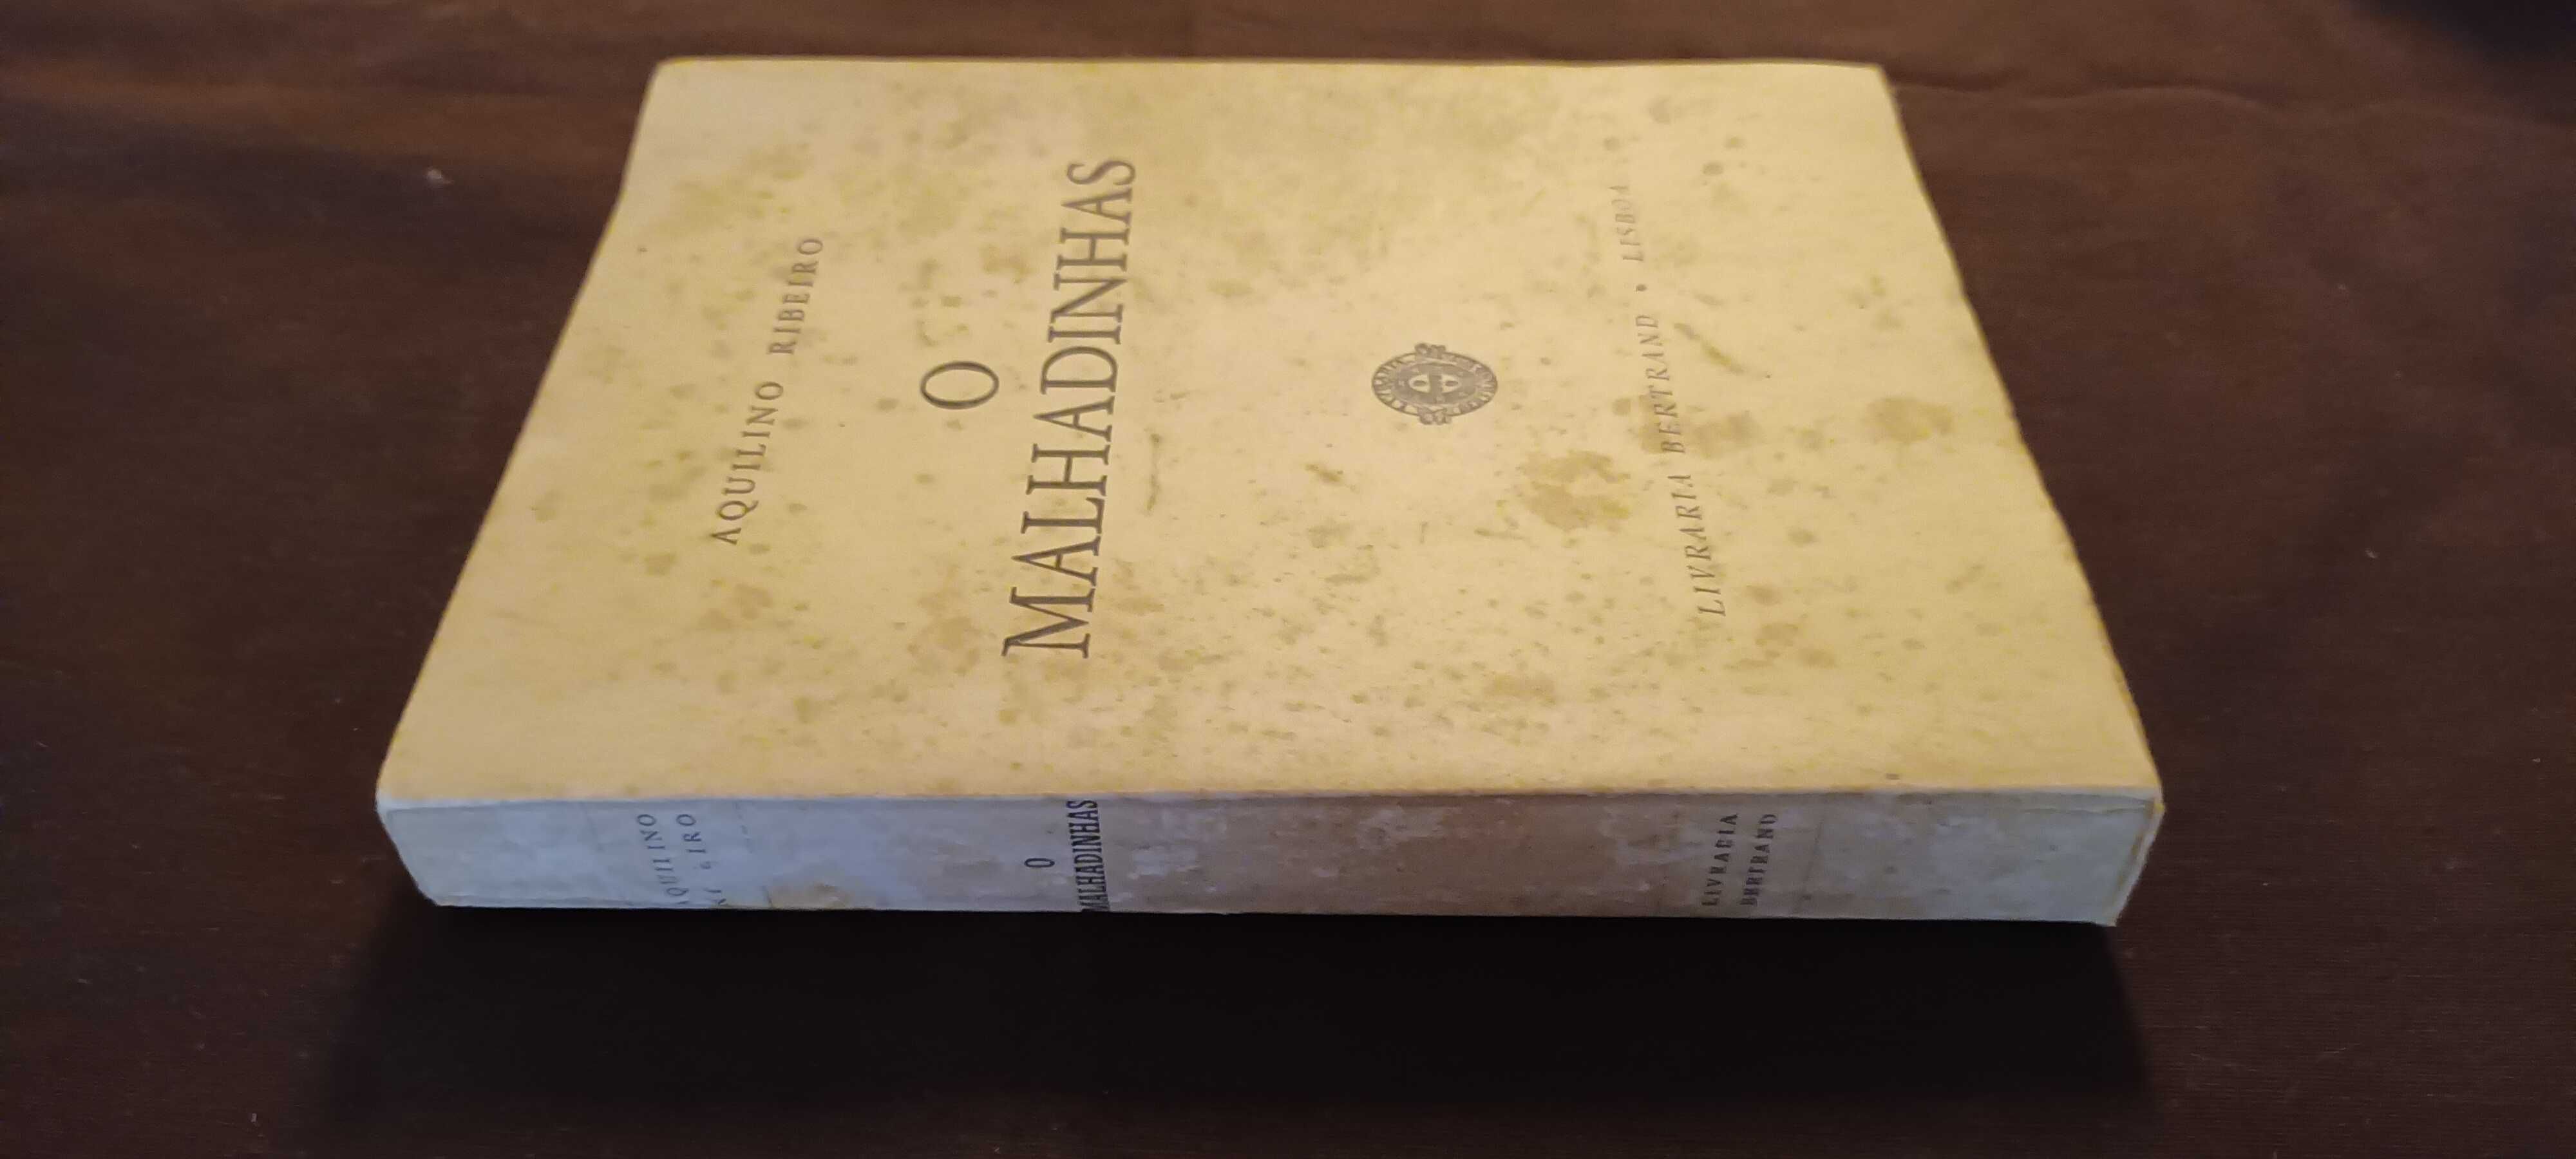 AQUILINO RIBEIRO
O
MALHADINHAS
LIVRARIA BERTRAND • LISBOA
AQUILINO
O
MALHADINHAS
LIVRARIA
BERTRAND